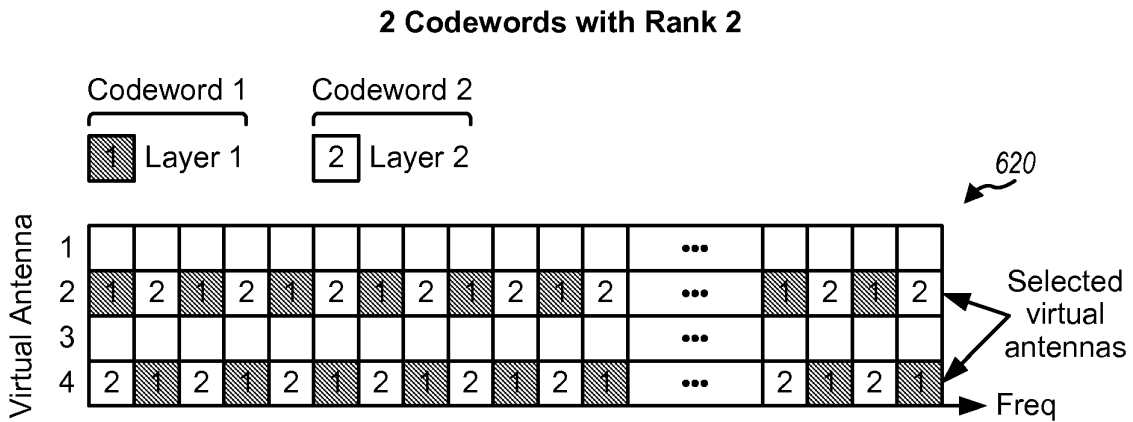 2 Codewords with Rank 2
Codeword 1 Codeword 2
1 Layer 1 2 Layer 2
620
Virtual Antenna
1 •••
2 1 2 1 2 1 2 1 2 1 2 1 2 ••• 1 2 1 2
3 •••
4 2 1 2 1 2 1 2 1 2 1 2 1 ••• 2 1 2 1
Selected
virtual
antennas
Freq